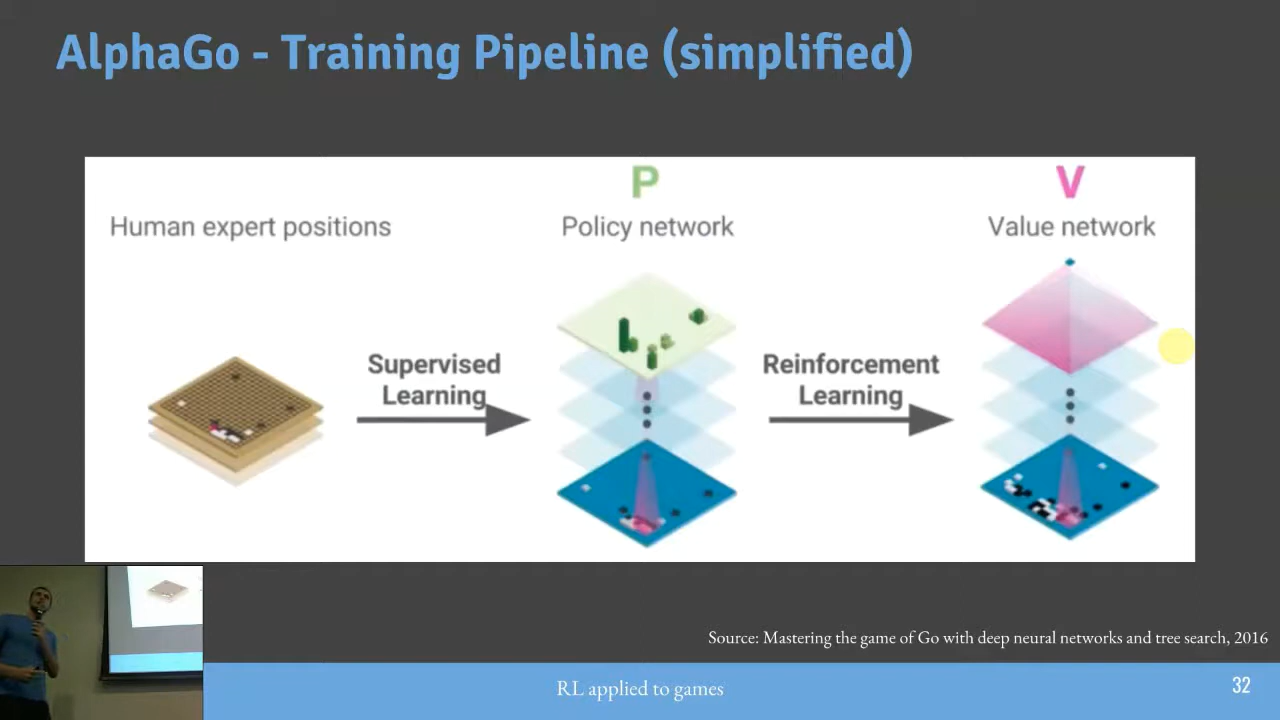 AlphaGo - Training Pipeline (simplified)
P
V
Human expert positions
Policy network
Value network
Supervised
Learning
Reinforcement
Learning
Source: Mastering the game of Go with deep neural networks and tree search, 2016
RL applied to games
32